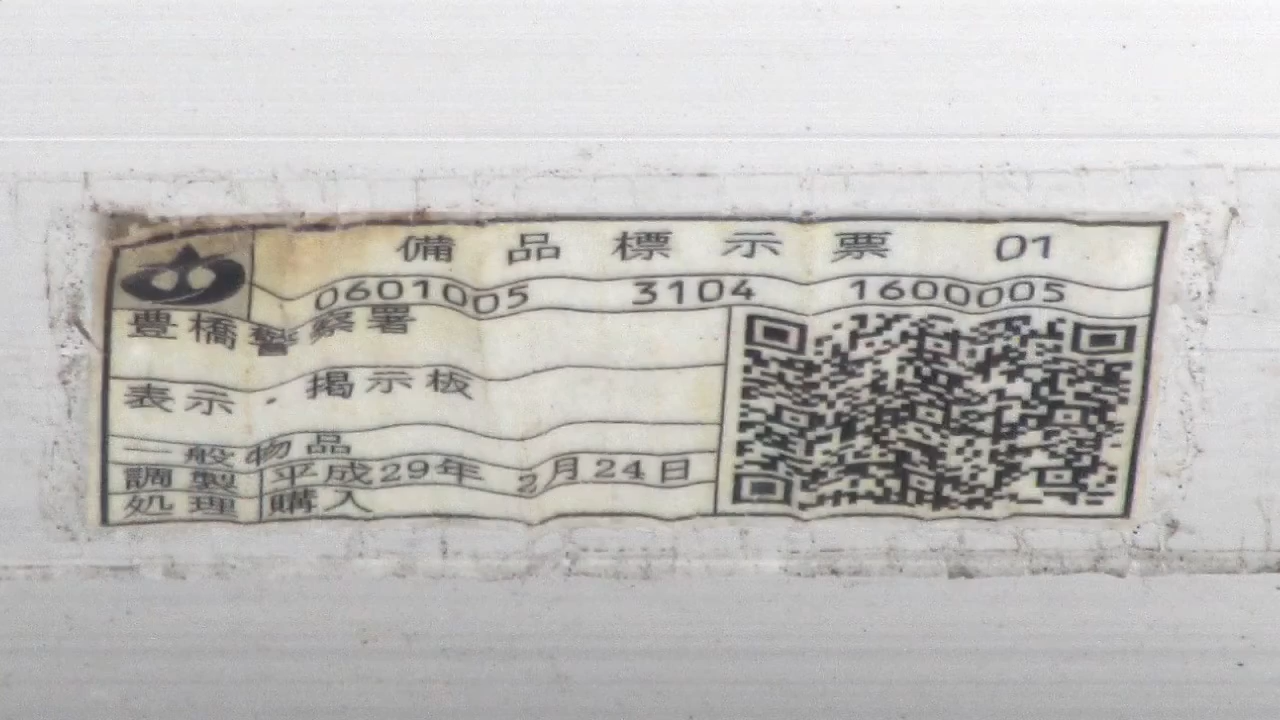 備品標示票 01
0601005 3104 1600005
豊橋警察署
表示・掲示板
一般物品
調製 平成29年 2月24日
処理 購入